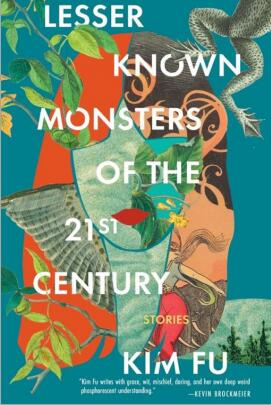 LESSER
KNOWN
MONSTERS
OF THE
21ST
CENTURY
STORIES
KIM FU
"Kim Fu writes with grace, wit, mischief, daring, and her own deep weird
phosphorescent understanding." —KEVIN BROCKMEIER